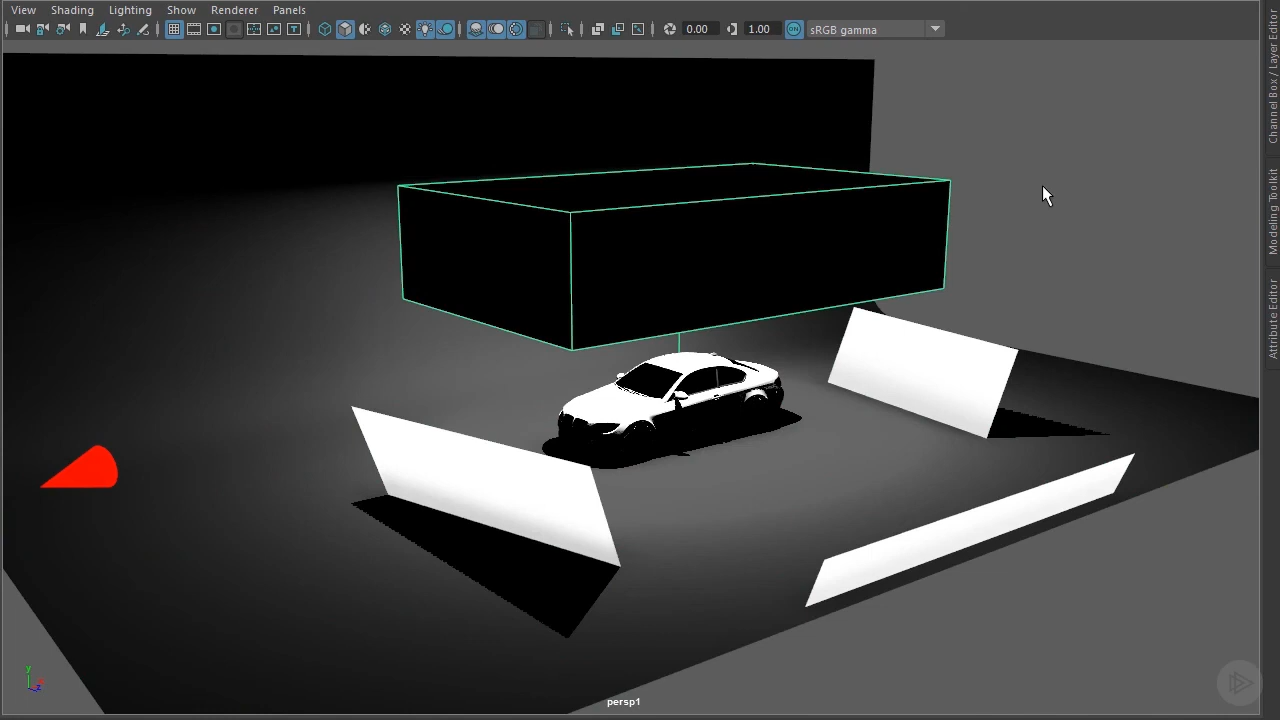 View Shading Lighting Show Renderer Panels
0.00 1.00 ON sRGB gamma
Channel Box / Layer Editor
Modeling Toolkit
Attribute Editor
y
persp1